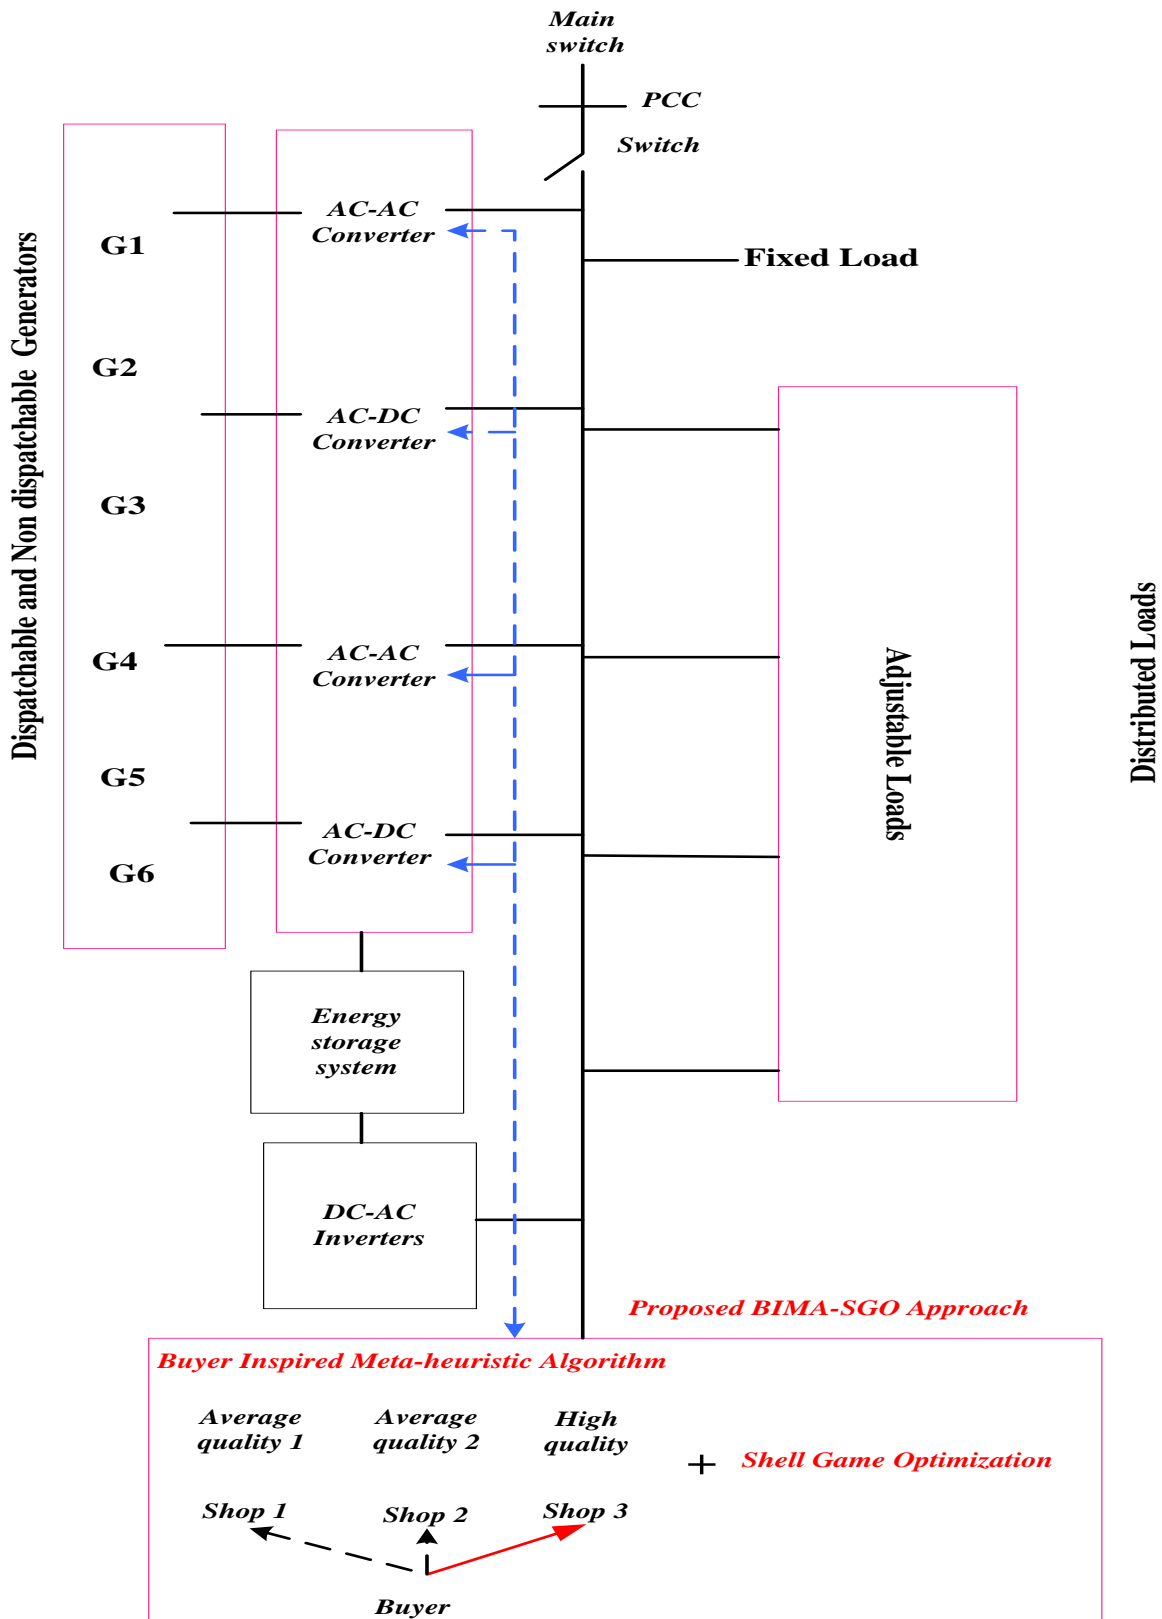 Main
switch
PCC
Switch
Dispatchable and Non dispatchable Generators
G1
G2
G3
G4
G5
G6
AC-AC
Converter
AC-DC
Converter
AC-AC
Converter
AC-DC
Converter
Fixed Load
Adjustable Loads
Distributed Loads
Energy
storage
system
DC-AC
Inverters
Proposed BIMA-SGO Approach
Buyer Inspired Meta-heuristic Algorithm
Average
quality 1
Average
quality 2
High
quality
+ Shell Game Optimization
Shop 1
Shop 2
Shop 3
Buyer